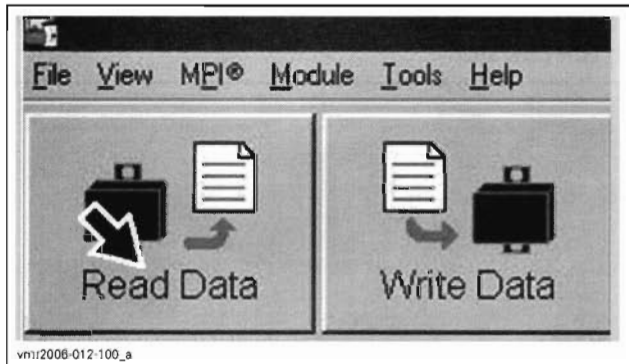 File View MPI® Module Tools Help
Read Data Write Data
vmr2006-012-100_a